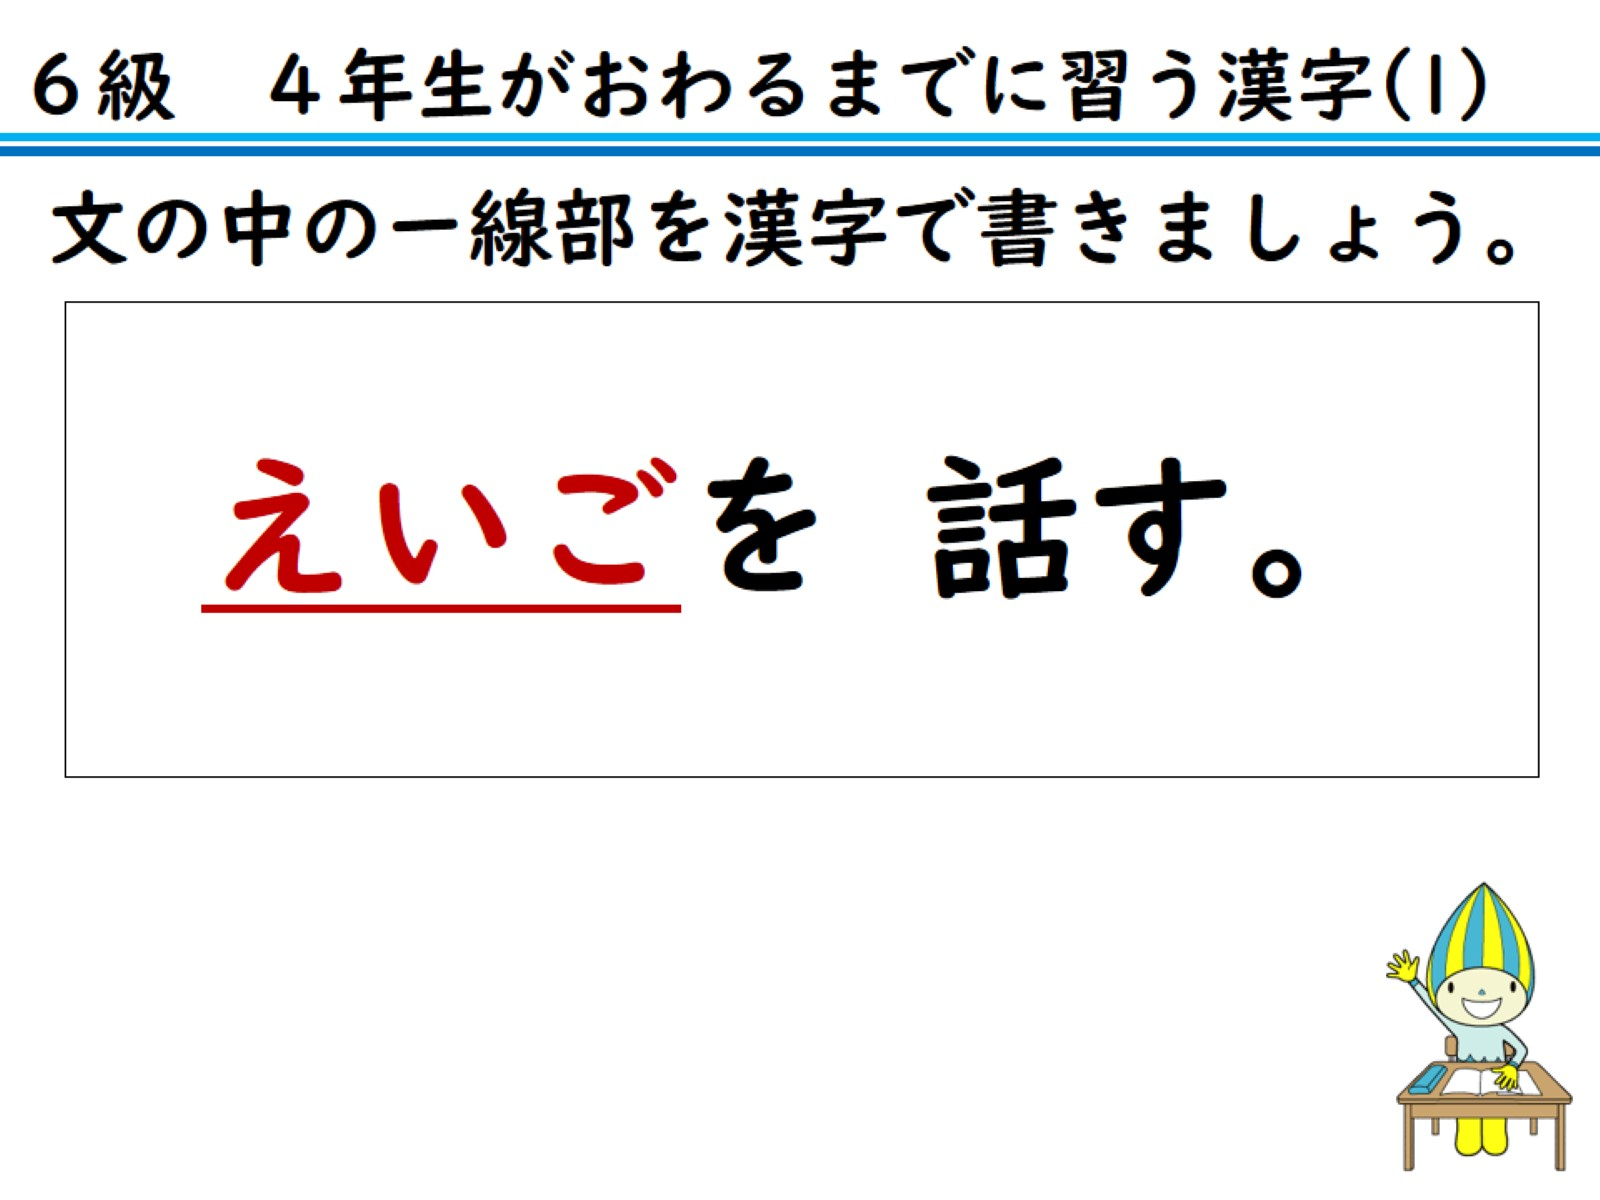 ６級　４年生がおわるまでに習う漢字(1)
文の中の一線部を漢字で書きましょう。
えいごを 話す。